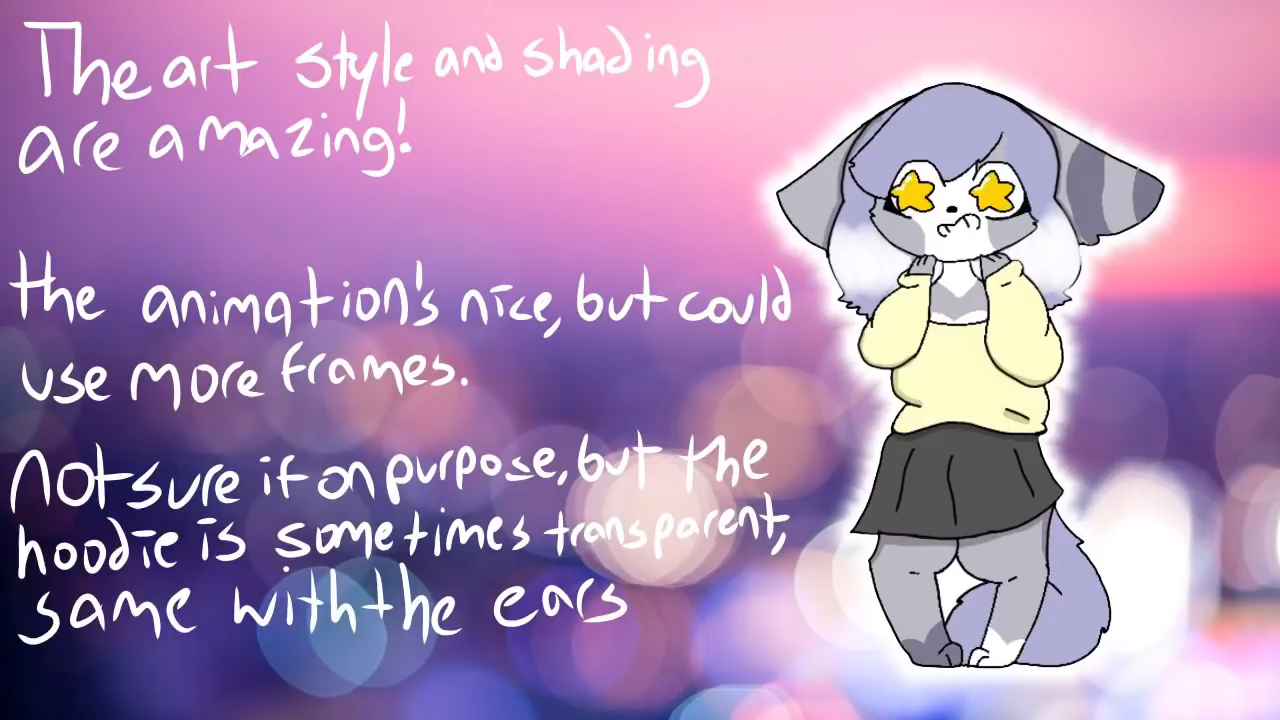 The art style and shading
are amazing!
the animation's nice, but could
use more frames.
Not sure if on purpose, but the
hoodie is sometimes transparent,
same with the ears